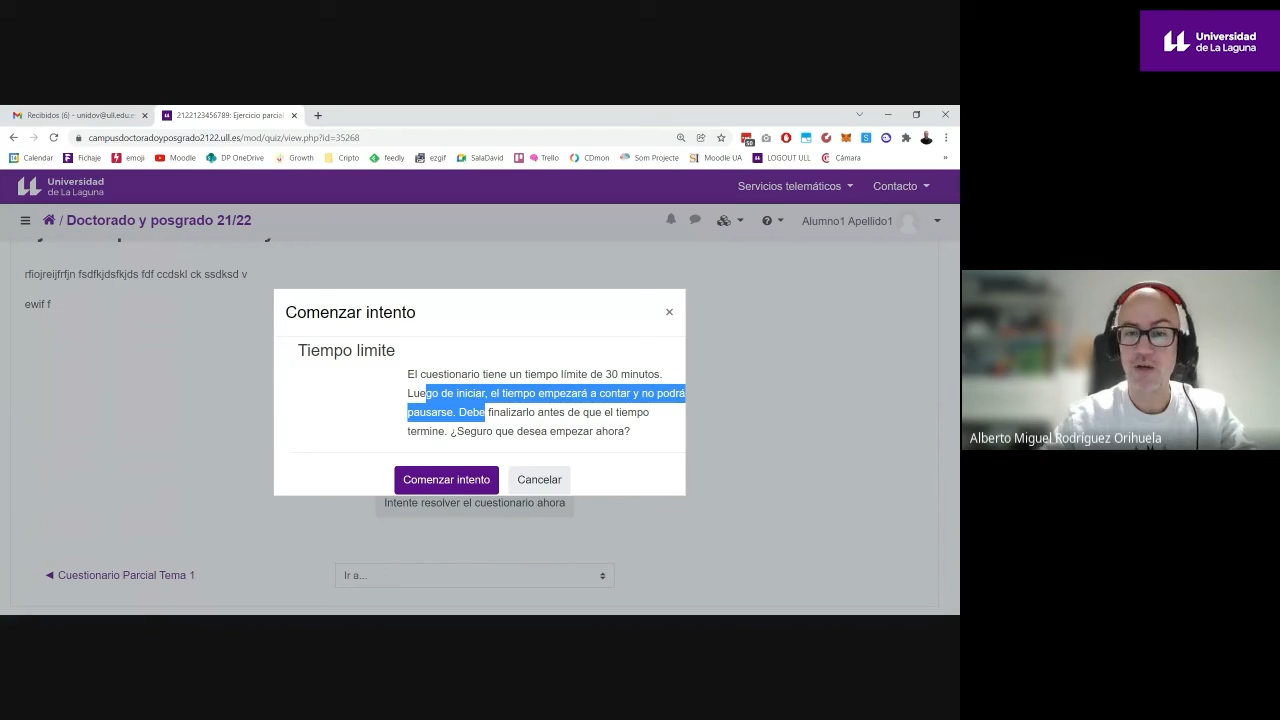 Universidad
de La Laguna
Recibidos (6) - unidov@ull.edu.e
2122123456789: Ejercicio parcial
campusdoctoradoyposgrado2122.ull.es/mod/quiz/view.php?id=35268
Calendar
Fichaje
emoji
Moodle
DP OneDrive
Growth
Cripto
feedly
ezgif
SalaDavid
Trello
CDmon
Som Projecte
Moodle UA
LOGOUT ULL
Cámara
»
50
Universidad
de La Laguna
Servicios telemáticos
Contacto
/ Doctorado y posgrado 21/22
Alumno1 Apellido1
rfiojreijfrfjn fsdfkjdsfkjds fdf ccdskl ck ssdksd v
ewif f
Comenzar intento
×
Tiempo limite
El cuestionario tiene un tiempo límite de 30 minutos.
Luego de iniciar, el tiempo empezará a contar y no podrá
pausarse. Debe finalizarlo antes de que el tiempo
termine. ¿Seguro que desea empezar ahora?
Comenzar intento
Cancelar
Intente resolver el cuestionario ahora
◄ Cuestionario Parcial Tema 1
Ir a...
Alberto Miguel Rodríguez Orihuela